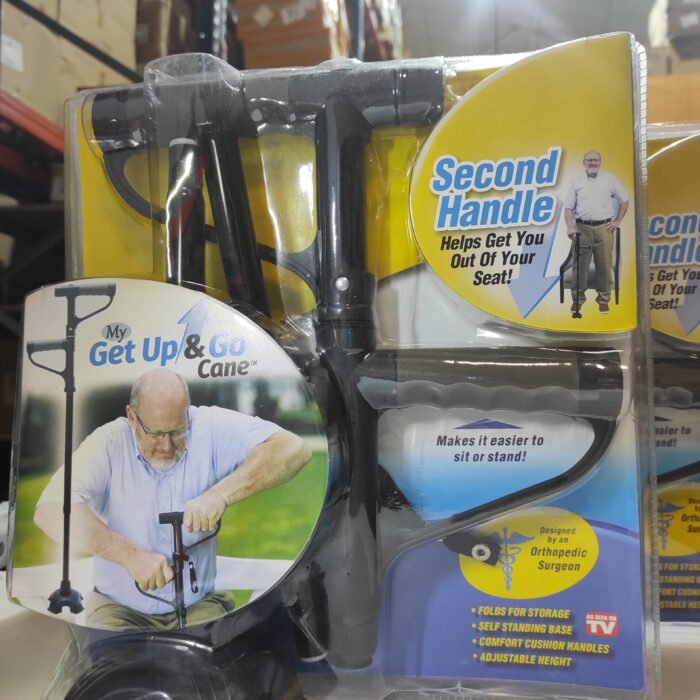 Second
Handle
Helps Get You
Out Of Your
Seat!
My
Get Up & Go
Cane™
Makes it easier to
sit or stand!
Designed
by an
Orthopedic
Surgeon
• FOLDS FOR STORAGE
• SELF STANDING BASE
• COMFORT CUSHION HANDLES
• ADJUSTABLE HEIGHT
AS SEEN ON
TV